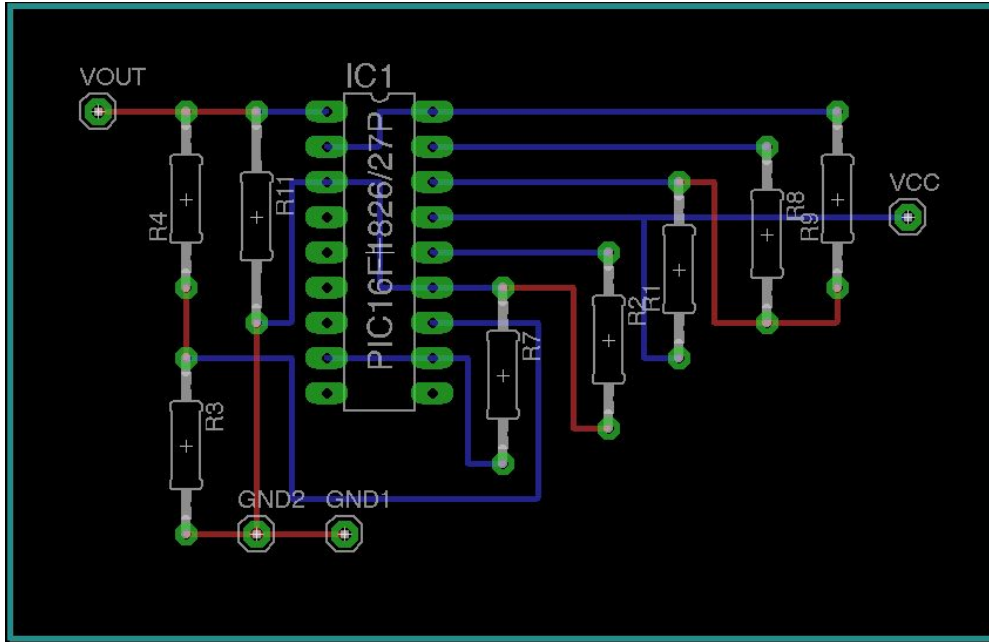 VOUT
IC1
PIC16F1826/27P
R4
R11
R3
GND2
GND1
R7
R2
R1
R8
R9
VCC